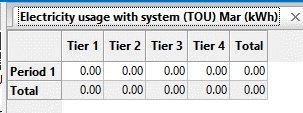 Electricity usage with system (TOU) Mar (kWh)
Tier 1 Tier 2 Tier 3 Tier 4 Total
Period 1 0.00 0.00 0.00 0.00 0.00
Total 0.00 0.00 0.00 0.00 0.00